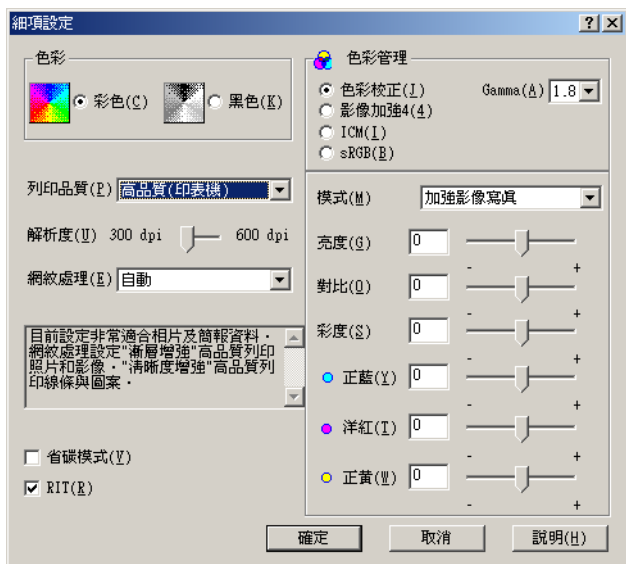 細項設定
色彩
彩色(C)
黑色(K)
列印品質(P) 高品質(印表機)
解析度(U) 300 dpi 600 dpi
網紋處理(E) 自動
目前設定非常適合相片及簡報資料。
網紋處理設定"漸層增強"高品質列印
照片和影像。"清晰度增強"高品質列
印線條與圖案。
省碳模式(V)
RIT(R)
色彩管理
色彩校正(J) Gamma(A) 1.8
影像加強4(4)
ICM(I)
sRGB(B)
模式(M) 加強影像寫真
亮度(G) 0
- +
對比(O) 0
- +
彩度(S) 0
- +
正藍(Y) 0
- +
洋紅(T) 0
- +
正黃(W) 0
- +
確定 取消 說明(H)